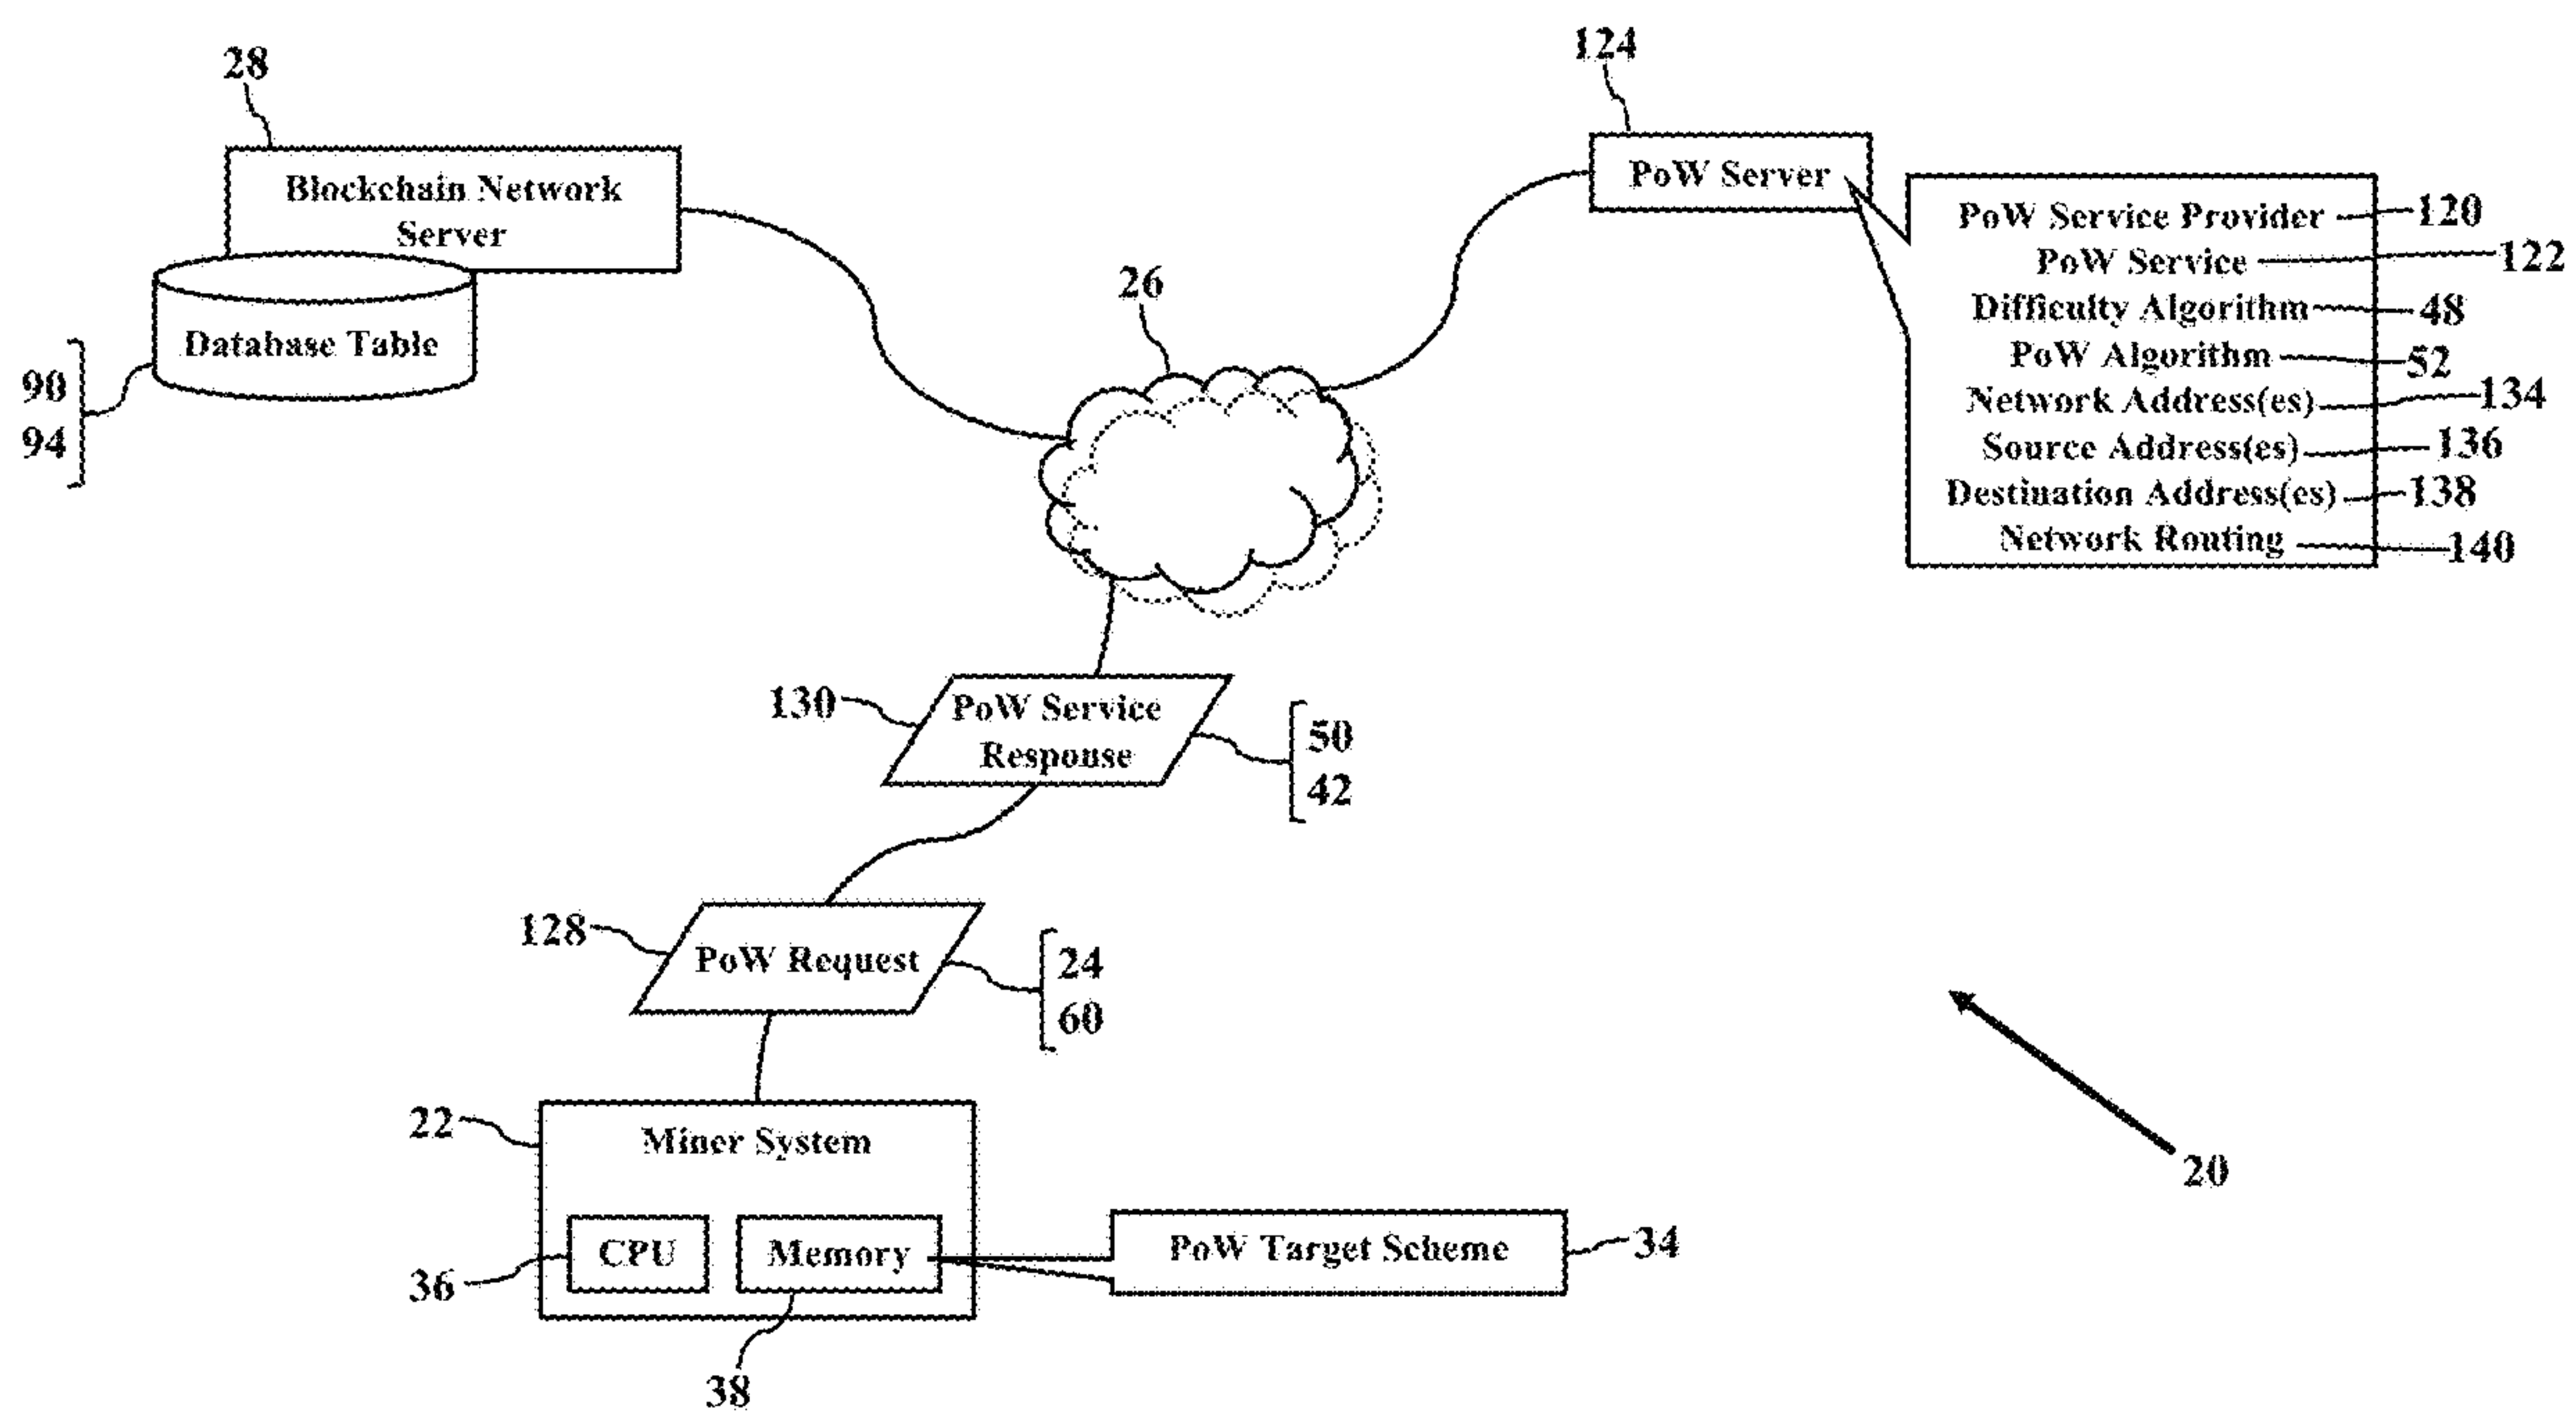 28
Blockchain Network
Server
Database Table
90
94
124
PoW Server
PoW Service Provider 120
PoW Service 122
Difficulty Algorithm 48
PoW Algorithm 52
Network Address(es) 134
Source Address(es) 136
Destination Address(es) 138
Network Routing 140
26
130
PoW Service
Response
50
42
128
PoW Request
24
60
22
Miner System
CPU
Memory
36
38
PoW Target Scheme
34
20